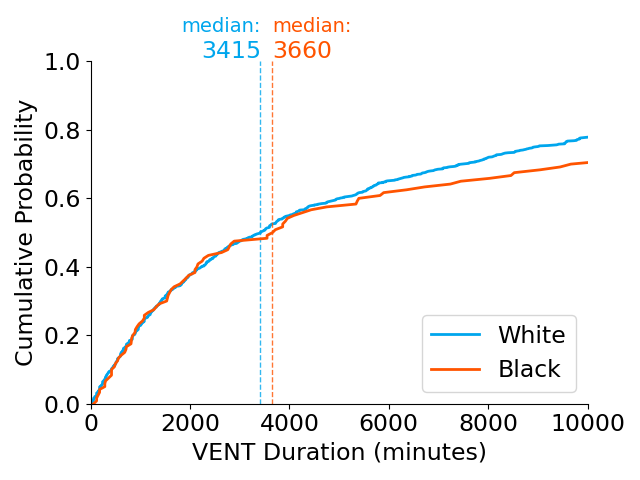 median: median:
3415 3660
1.0
0.8
0.6
0.4
0.2
0.0
Cumulative Probability
White
Black
0 2000 4000 6000 8000 10000
VENT Duration (minutes)